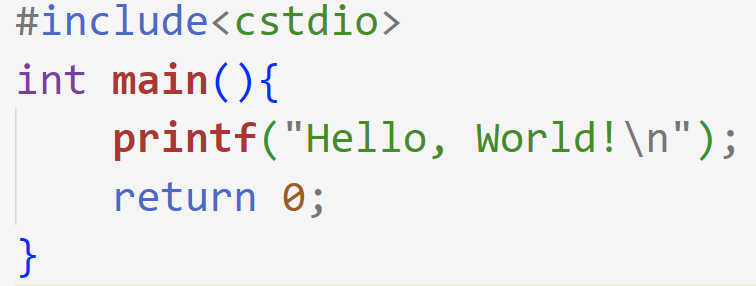 #include<cstdio>
int main(){
    printf("Hello, World!\n");
    return 0;
}